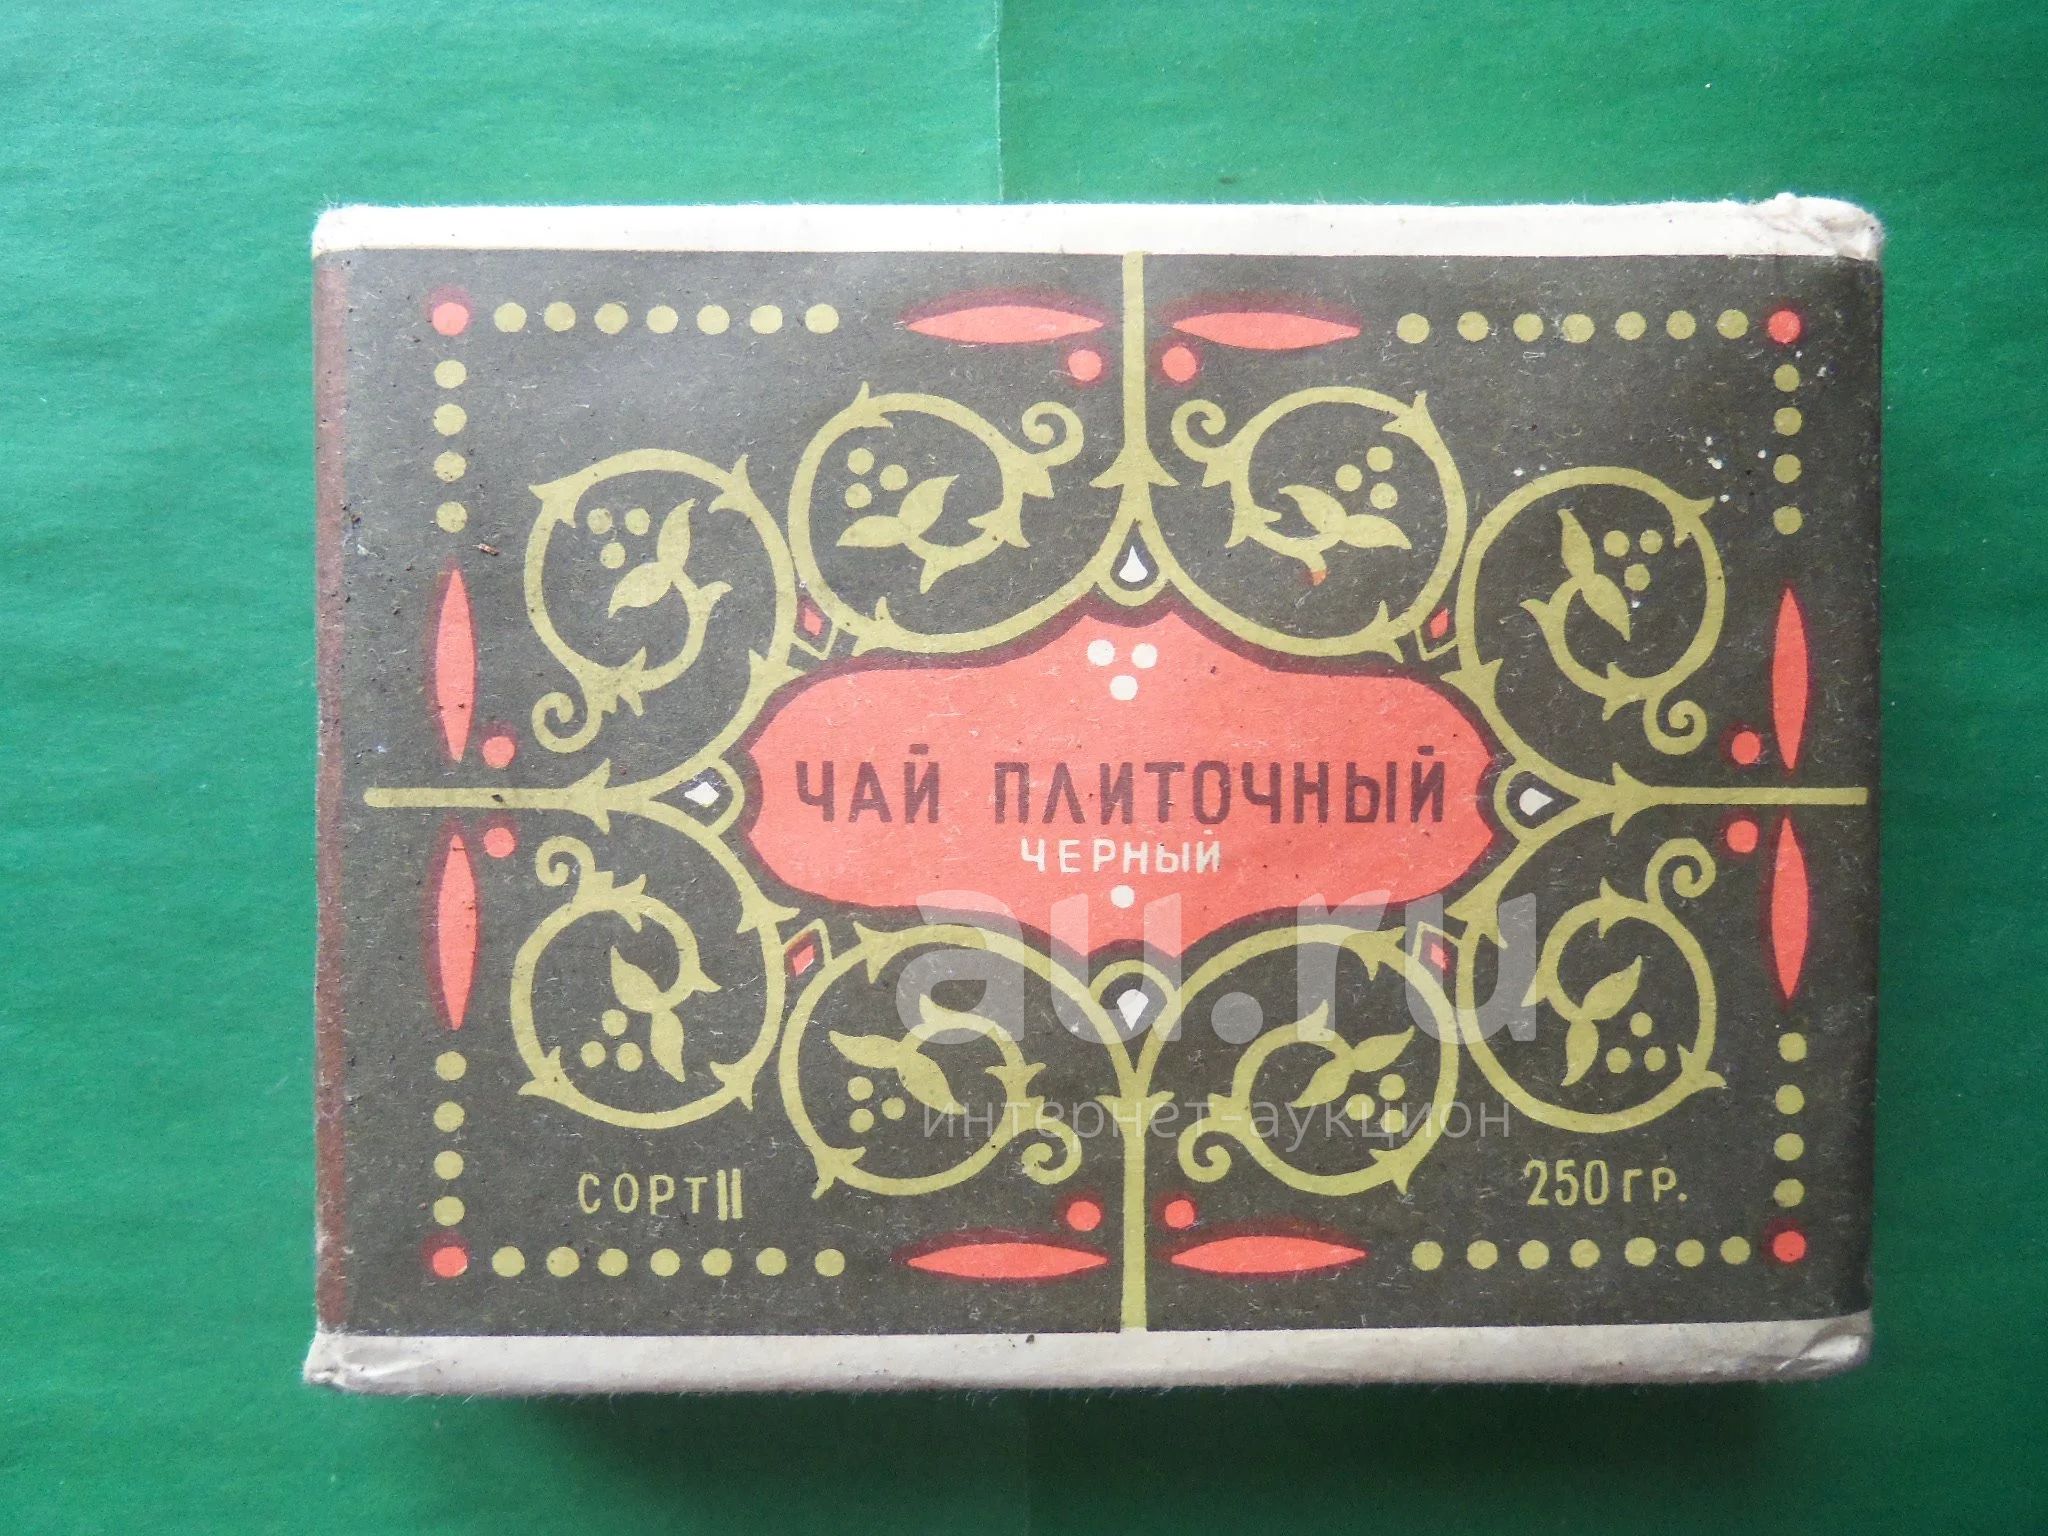 ЧАЙ ПЛИТОЧНЫЙ
ЧЕРНЫЙ
au.ru
интернет-аукцион
СОРТ II
250 ГР.